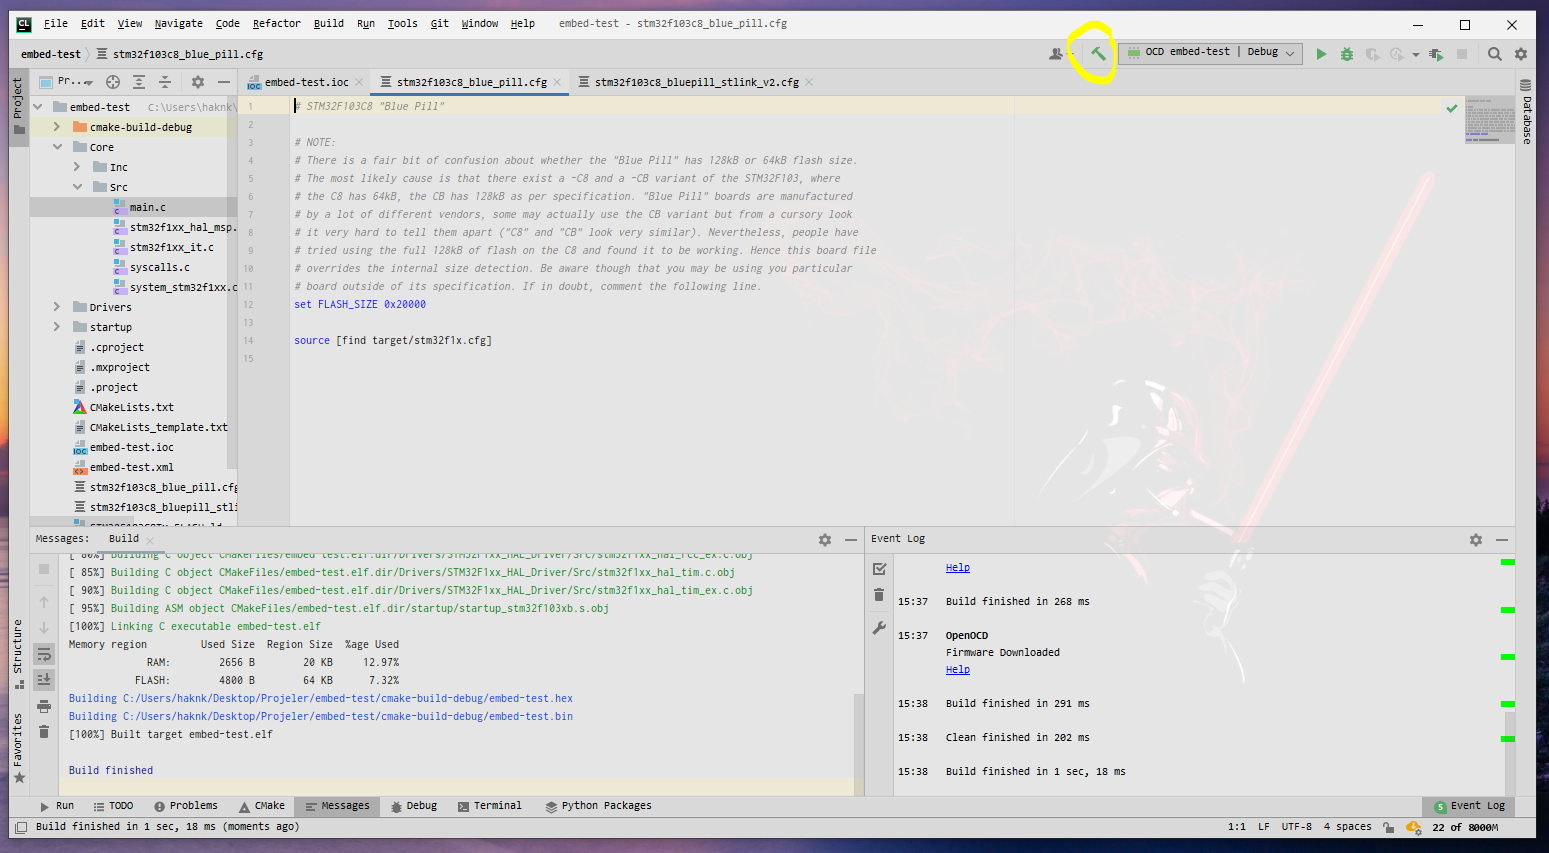 CL File Edit View Navigate Code Refactor Build Run Tools Git Window Help embed-test - stm32f103c8_blue_pill.cfg
embed-test stm32f103c8_blue_pill.cfg OCD embed-test | Debug
Project
Pr... embed-test.ioc stm32f103c8_blue_pill.cfg stm32f103c8_bluepill_stlink_v2.cfg
Database
embed-test C:\Users\haknk\
cmake-build-debug
Core
Inc
Src
main.c
stm32f1xx_hal_msp.
stm32f1xx_it.c
syscalls.c
system_stm32f1xx.c
Drivers
startup
.cproject
.mxproject
.project
CMakeLists.txt
CMakeLists_template.txt
embed-test.ioc
embed-test.xml
stm32f103c8_blue_pill.cfg
stm32f103c8_bluepill_stli
1 # STM32F103C8 "Blue Pill"
2
3 # NOTE:
4 # There is a fair bit of confusion about whether the "Blue Pill" has 128kB or 64kB flash size.
5 # The most likely cause is that there exist a -C8 and a -CB variant of the STM32F103, where
6 # the C8 has 64kB, the CB has 128kB as per specification. "Blue Pill" boards are manufactured
7 # by a lot of different vendors, some may actually use the CB variant but from a cursory look
8 # it very hard to tell them apart ("C8" and "CB" look very similar). Nevertheless, people have
9 # tried using the full 128kB of flash on the C8 and found it to be working. Hence this board file
10 # overrides the internal size detection. Be aware though that you may be using you particular
11 # board outside of its specification. If in doubt, comment the following line.
12 set FLASH_SIZE 0x20000
13
14 source [find target/stm32f1x.cfg]
15
Structure
Favorites
Messages: Build
[ 80%] Building C object CMakeFiles/embed-test.elf.dir/Drivers/STM32F1xx_HAL_Driver/Src/stm32f1xx_hal_rcc_ex.c.obj
[ 85%] Building C object CMakeFiles/embed-test.elf.dir/Drivers/STM32F1xx_HAL_Driver/Src/stm32f1xx_hal_tim.c.obj
[ 90%] Building C object CMakeFiles/embed-test.elf.dir/Drivers/STM32F1xx_HAL_Driver/Src/stm32f1xx_hal_tim_ex.c.obj
[ 95%] Building ASM object CMakeFiles/embed-test.elf.dir/startup/startup_stm32f103xb.s.obj
[100%] Linking C executable embed-test.elf
Memory region Used Size Region Size %age Used
RAM: 2656 B 20 KB 12.97%
FLASH: 4800 B 64 KB 7.32%
Building C:/Users/haknk/Desktop/Projeler/embed-test/cmake-build-debug/embed-test.hex
Building C:/Users/haknk/Desktop/Projeler/embed-test/cmake-build-debug/embed-test.bin
[100%] Built target embed-test.elf
Build finished
Event Log
Help
15:37 Build finished in 268 ms
15:37 OpenOCD
Firmware Downloaded
Help
15:38 Build finished in 291 ms
15:38 Clean finished in 202 ms
15:38 Build finished in 1 sec, 18 ms
Run TODO Problems CMake Messages Debug Terminal Python Packages 5 Event Log
Build finished in 1 sec, 18 ms (moments ago) 1:1 LF UTF-8 4 spaces 22 of 8000M